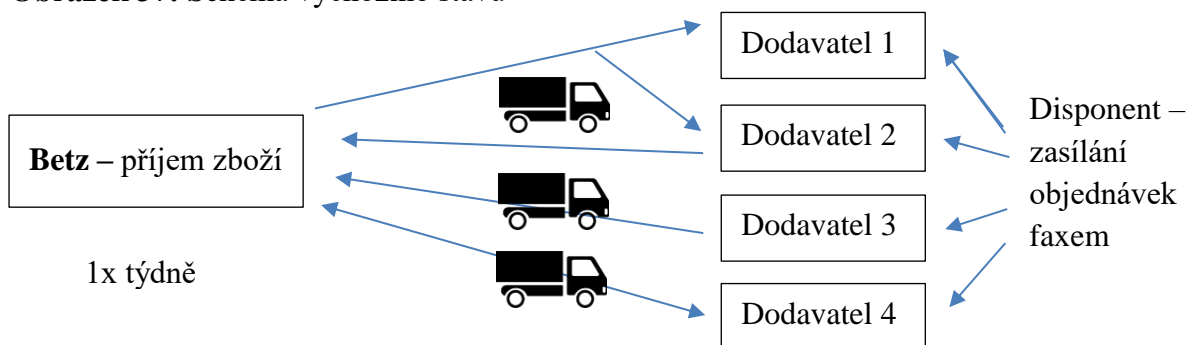 Dodavatel 1
Dodavatel 2
Betz – příjem zboží
Dodavatel 3
1x týdně
Dodavatel 4
Disponent –
zasílání
objednávek
faxem